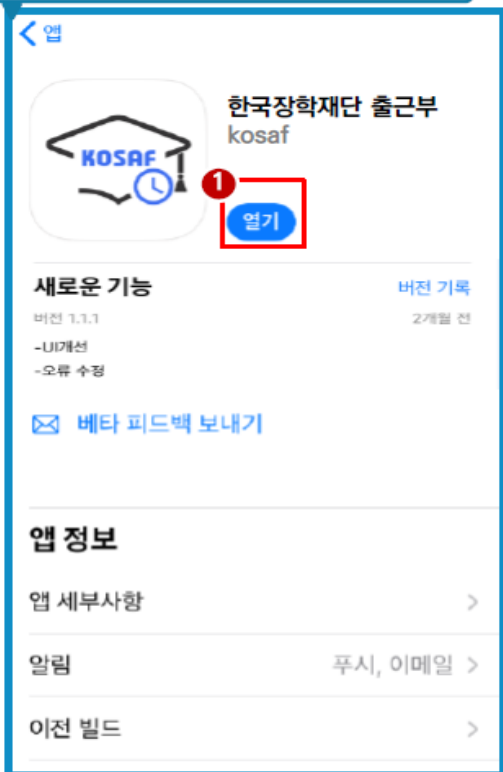 앱
한국장학재단 출근부
kosaf
KOSAF
1
열기
새로운 기능
버전 기록
버전 1.1.1
2개월 전
-UI개선
-오류 수정
베타 피드백 보내기
앱 정보
앱 세부사항
알림
푸시, 이메일
이전 빌드